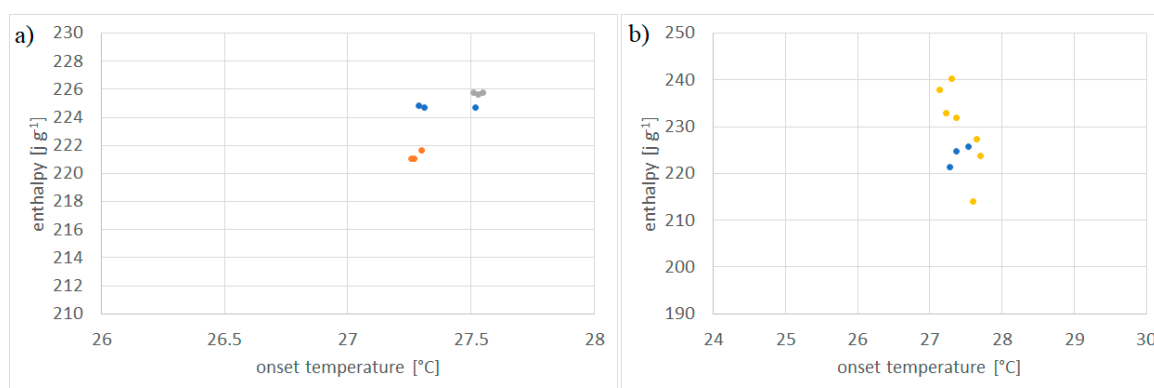 a)
230
228
226
224
222
220
218
216
214
212
210
enthalpy [j g-1]
26 26.5 27 27.5 28
onset temperature [°C]
b)
250
240
230
220
210
200
190
enthalpy [j g-1]
24 25 26 27 28 29 30
onset temperature [°C]